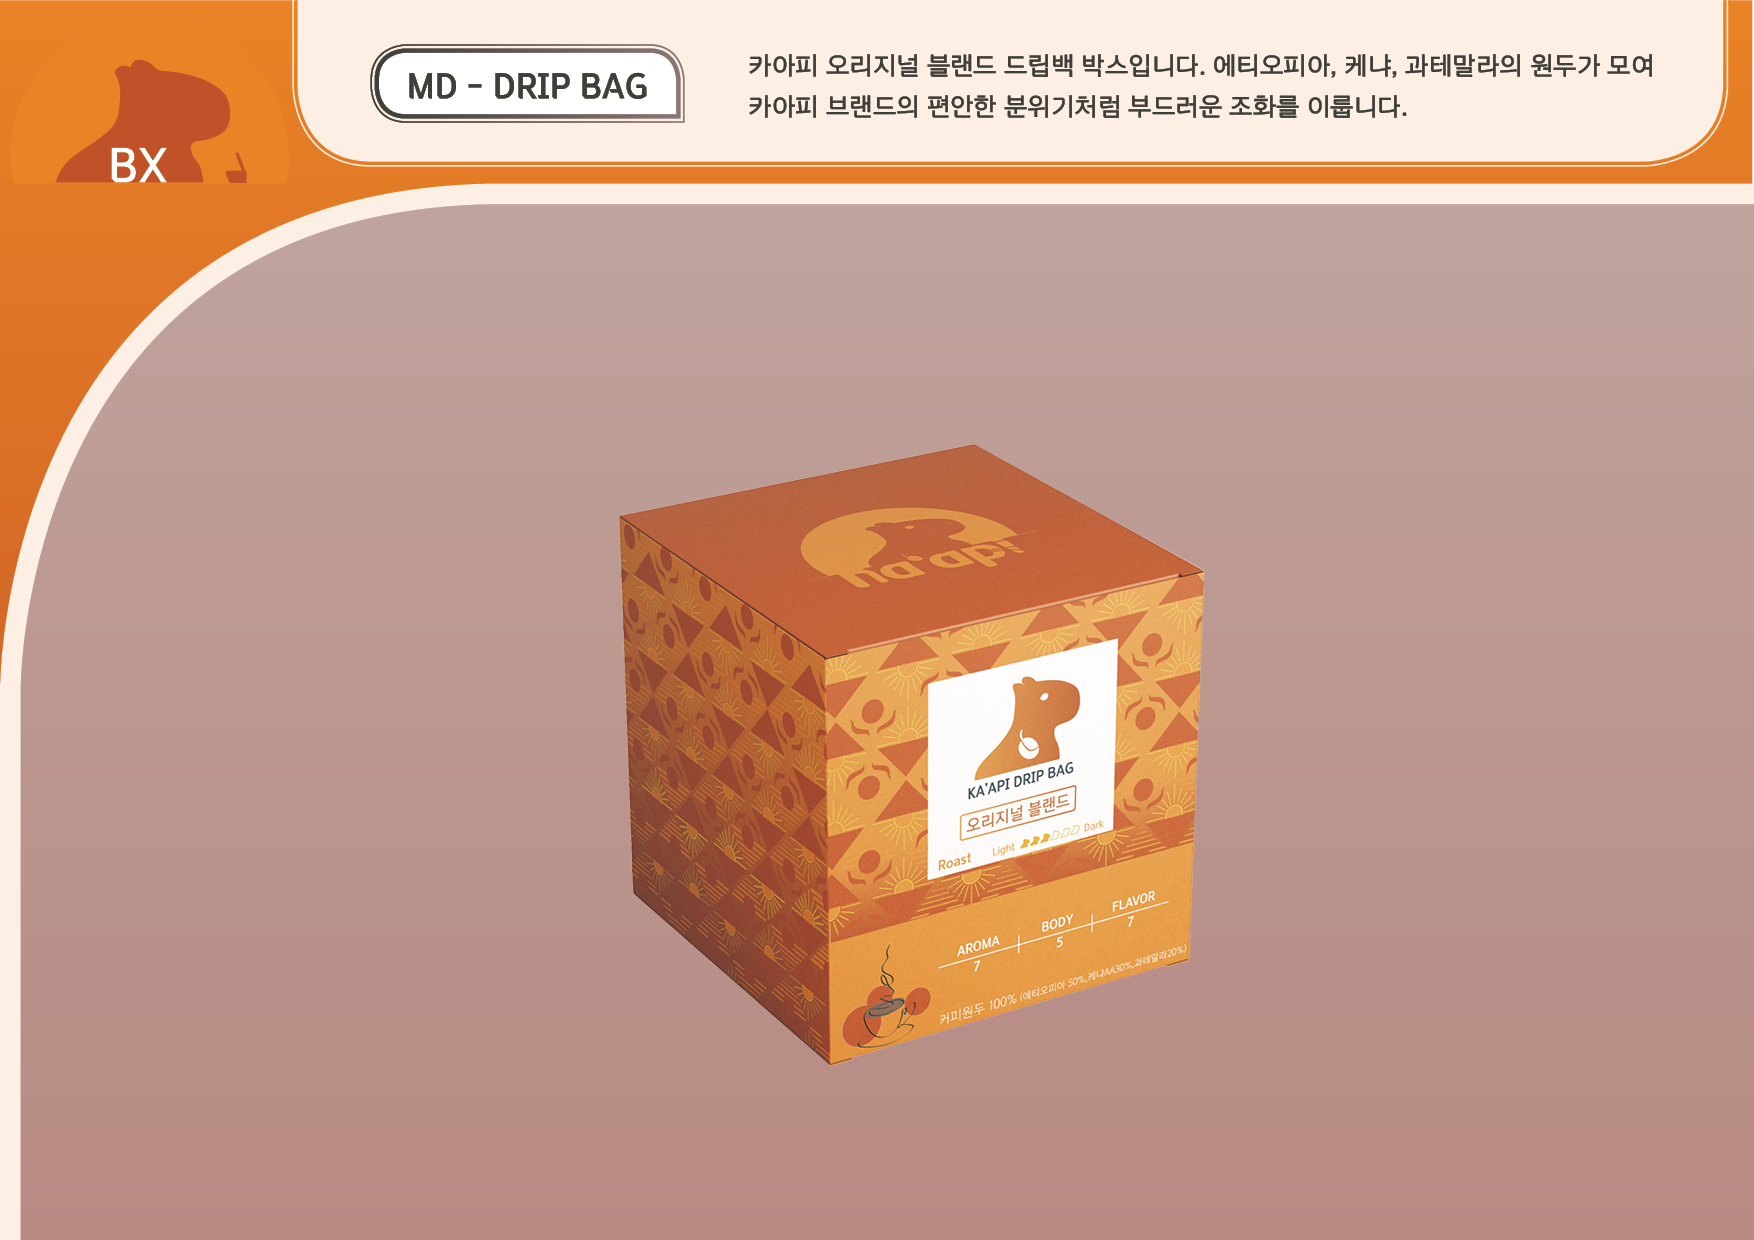 BX
MD - DRIP BAG
카아피 오리지널 블랜드 드립백 박스입니다. 에티오피아, 케냐, 과테말라의 원두가 모여
카아피 브랜드의 편안한 분위기처럼 부드러운 조화를 이룹니다.
ka'api
KA'API DRIP BAG
오리지널 블랜드
Roast Light Dark
AROMA BODY FLAVOR
7 5 7
커피원두 100% (에티오피아 50%,케냐AA30%,과테말라20%)